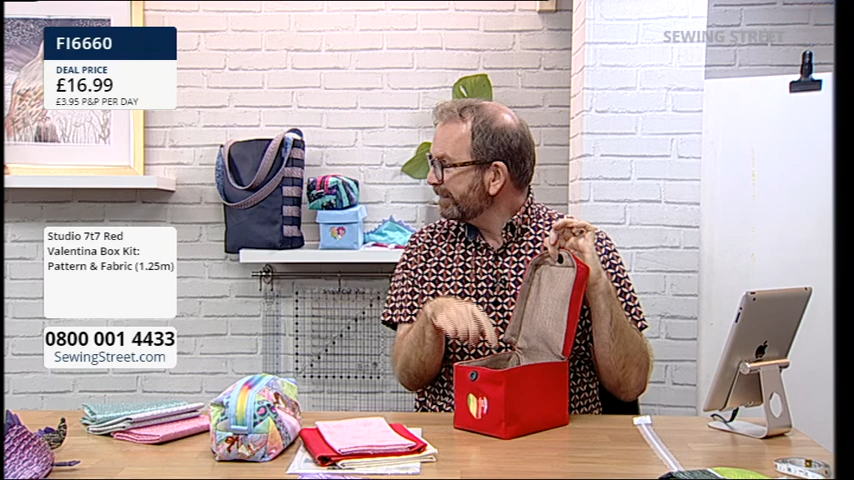 FI6660
DEAL PRICE
£16.99
£3.95 P&P PER DAY
SEWING STREET
Studio 7t7 Red
Valentina Box Kit:
Pattern & Fabric (1.25m)
0800 001 4433
SewingStreet.com